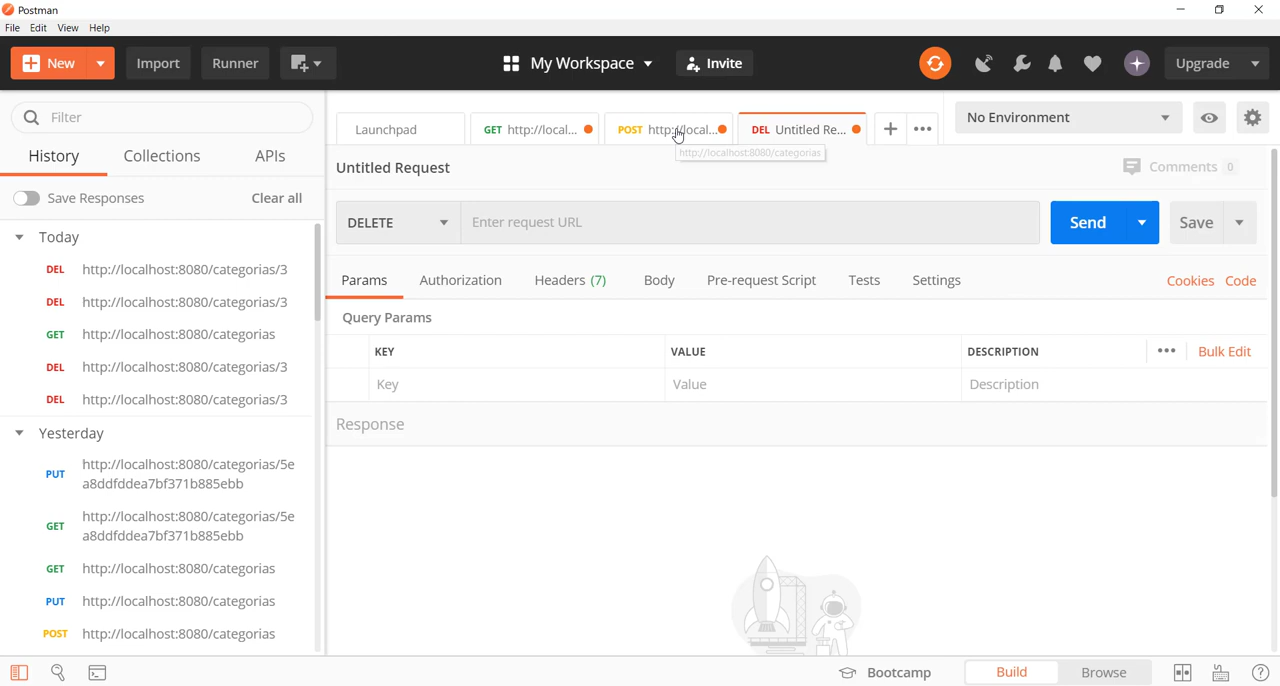 Postman
File Edit View Help
New Import Runner My Workspace Invite Upgrade
Filter
Launchpad GET http://local... POST http://local... DEL Untitled Re... No Environment
http://localhost:8080/categorias
History Collections APIs
Untitled Request Comments 0
Save Responses Clear all
DELETE Enter request URL Send Save
Today
DEL http://localhost:8080/categorias/3
DEL http://localhost:8080/categorias/3
GET http://localhost:8080/categorias
DEL http://localhost:8080/categorias/3
DEL http://localhost:8080/categorias/3
Yesterday
PUT http://localhost:8080/categorias/5e
a8ddfddea7bf371b885ebb
GET http://localhost:8080/categorias/5e
a8ddfddea7bf371b885ebb
GET http://localhost:8080/categorias
PUT http://localhost:8080/categorias
POST http://localhost:8080/categorias
Params Authorization Headers (7) Body Pre-request Script Tests Settings Cookies Code
Query Params
KEY VALUE DESCRIPTION Bulk Edit
Key Value Description
Response
Bootcamp Build Browse